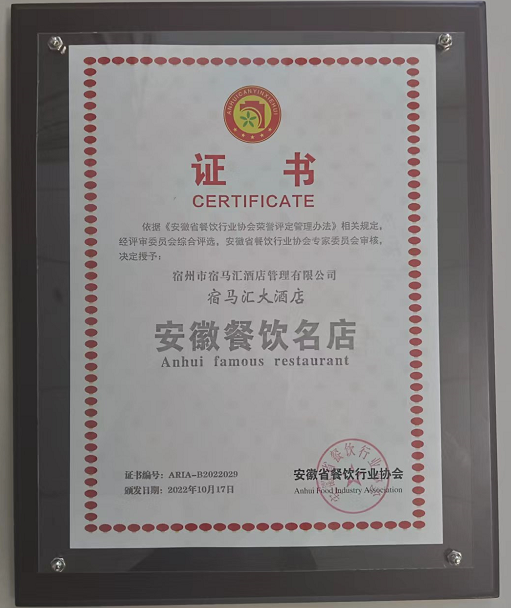 ANHUICANYINXIEHUI
证 书
CERTIFICATE
依据《安徽省餐饮行业协会荣誉评定管理办法》相关规定,
经评审委员会综合评选,安徽省餐饮行业协会专家委员会审核,
决定授予:
宿州市宿马汇酒店管理有限公司
宿马汇大酒店
安徽餐饮名店
Anhui famous restaurant
证书编号:ARIA-B2022029
颁发日期:2022年10月17日
安徽省餐饮行业协会
Anhui Food Industry Association